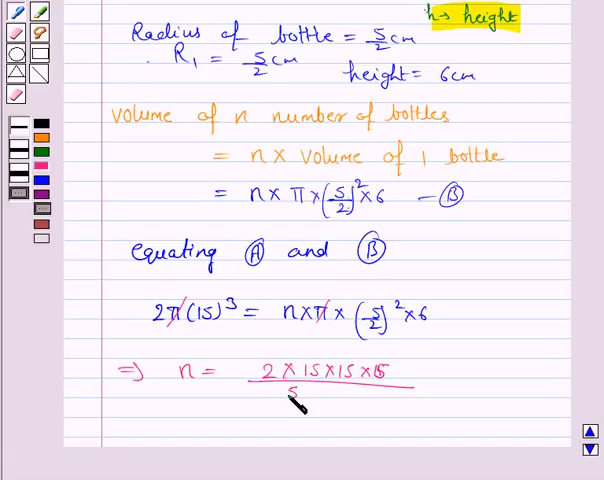 h→ height
Radius of bottle = 5/2 cm
R₁ = 5/2 cm height = 6cm
volume of n number of bottles
= n × volume of 1 bottle
= n × π × (5/2)² × 6 – Ⓑ
equating Ⓐ and Ⓑ
2π(15)³ = n × π × (5/2)² × 6
⇒ n = 2 × 15 × 15 × 15
5